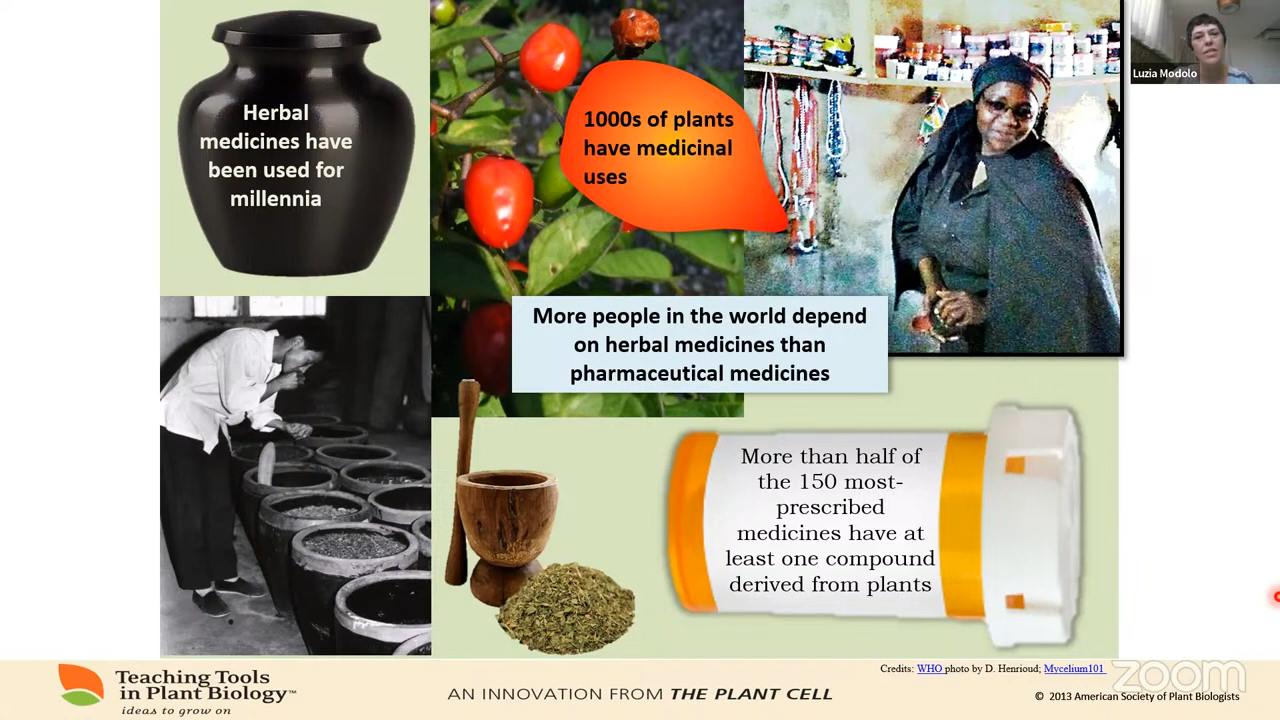 Herbal
medicines have
been used for
millennia
1000s of plants
have medicinal
uses
Luzia Modolo
More people in the world depend
on herbal medicines than
pharmaceutical medicines
More than half of
the 150 most-
prescribed
medicines have at
least one compound
derived from plants
Teaching Tools
in Plant Biology™
ideas to grow on
AN INNOVATION FROM THE PLANT CELL
Credits: WHO photo by D. Henrioud; Mycelium101
zoom
© 2013 American Society of Plant Biologists